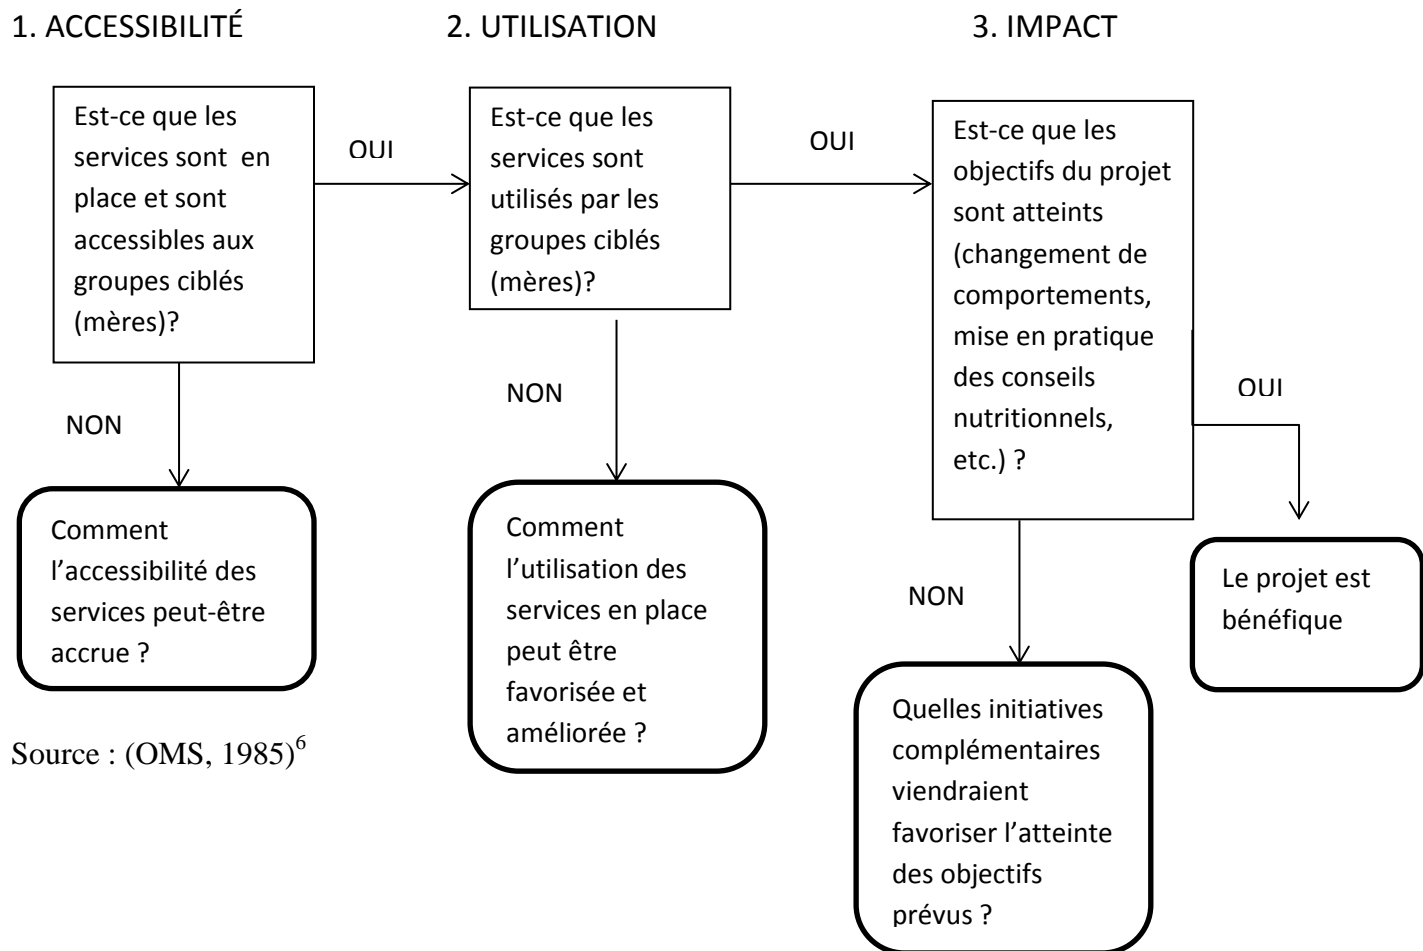 1. ACCESSIBILITÉ
2. UTILISATION
3. IMPACT
Est-ce que les
services sont en
place et sont
accessibles aux
groupes ciblés
(mères)?
OUI
Est-ce que les
services sont
utilisés par les
groupes ciblés
(mères)?
OUI
Est-ce que les
objectifs du projet
sont atteints
(changement de
comportements,
mise en pratique
des conseils
nutritionnels,
etc.) ?
OUI
NON
NON
NON
Comment
l’accessibilité des
services peut-être
accrue ?
Comment
l’utilisation des
services en place
peut être
favorisée et
améliorée ?
Le projet est
bénéfique
Quelles initiatives
complémentaires
viendraient
favoriser l’atteinte
des objectifs
prévus ?
Source : (OMS, 1985)6